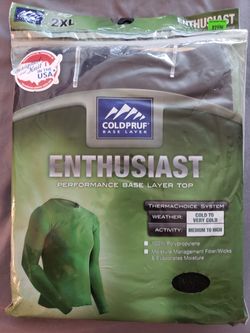 2XL
ENTHUSIAST
USA
COLDPRUF
BASE LAYER
ENTHUSIAST
PERFORMANCE BASE LAYER TOP
THERMACHOICE SYSTEM
WEATHER: COLD TO VERY COLD
ACTIVITY: MEDIUM TO HIGH
100% Polypropylene
Moisture Management Fiber/Wicks
& Evaporates Moisture